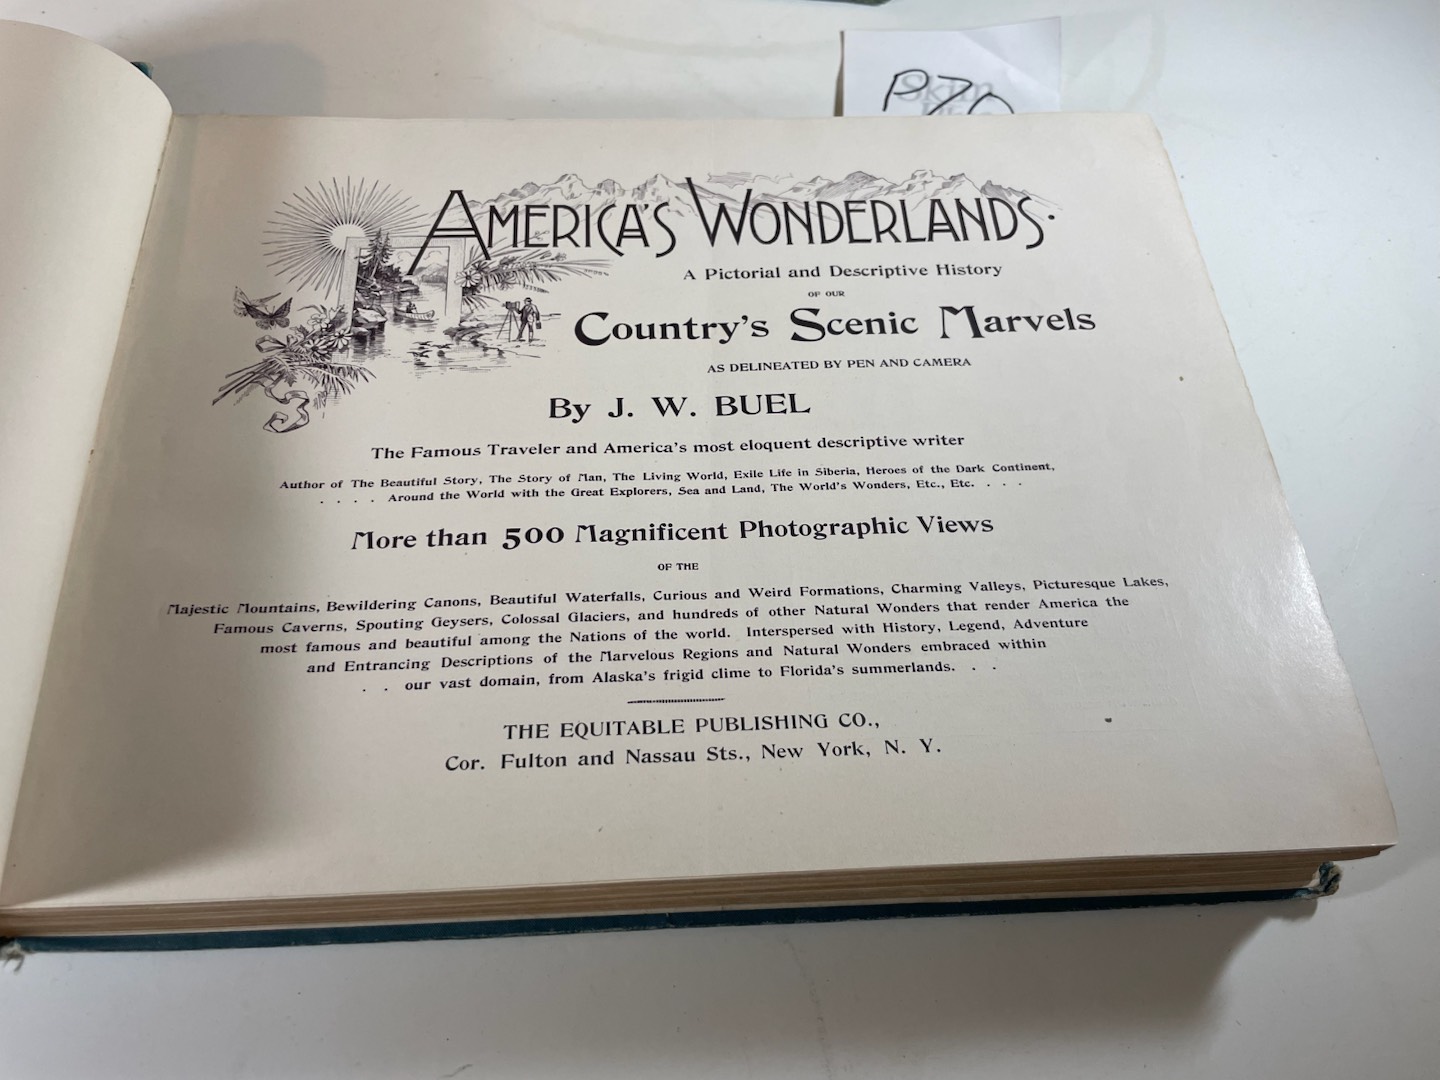 P70
AMERICA'S WONDERLANDS.
A Pictorial and Descriptive History
OF OUR
Country's Scenic Marvels
AS DELINEATED BY PEN AND CAMERA
By J. W. BUEL
The Famous Traveler and America's most eloquent descriptive writer
Author of The Beautiful Story, The Story of Man, The Living World, Exile Life in Siberia, Heroes of the Dark Continent,
. . . . Around the World with the Great Explorers, Sea and Land, The World's Wonders, Etc., Etc. . . .
More than 500 Magnificent Photographic Views
OF THE
Majestic Mountains, Bewildering Canons, Beautiful Waterfalls, Curious and Weird Formations, Charming Valleys, Picturesque Lakes,
Famous Caverns, Spouting Geysers, Colossal Glaciers, and hundreds of other Natural Wonders that render America the
most famous and beautiful among the Nations of the world. Interspersed with History, Legend, Adventure
and Entrancing Descriptions of the Marvelous Regions and Natural Wonders embraced within
. . our vast domain, from Alaska's frigid clime to Florida's summerlands. . .
THE EQUITABLE PUBLISHING CO.,
Cor. Fulton and Nassau Sts., New York, N. Y.